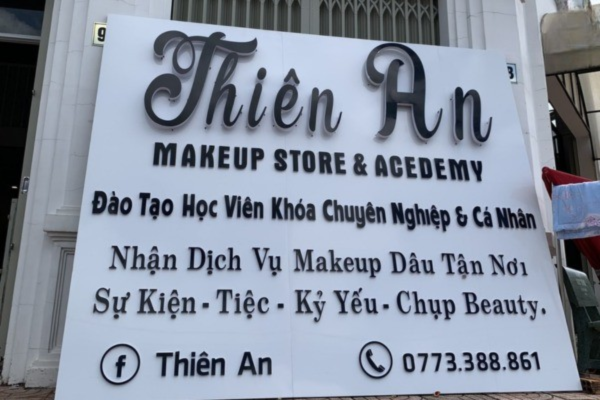 Thiên An
MAKEUP STORE & ACEDEMY
Đào Tạo Học Viên Khóa Chuyên Nghiệp & Cá Nhân
Nhận Dịch Vụ Makeup Dâu Tận Nơi
Sự Kiện - Tiệc - Kỷ Yếu - Chụp Beauty.
f Thiên An 0773.388.861